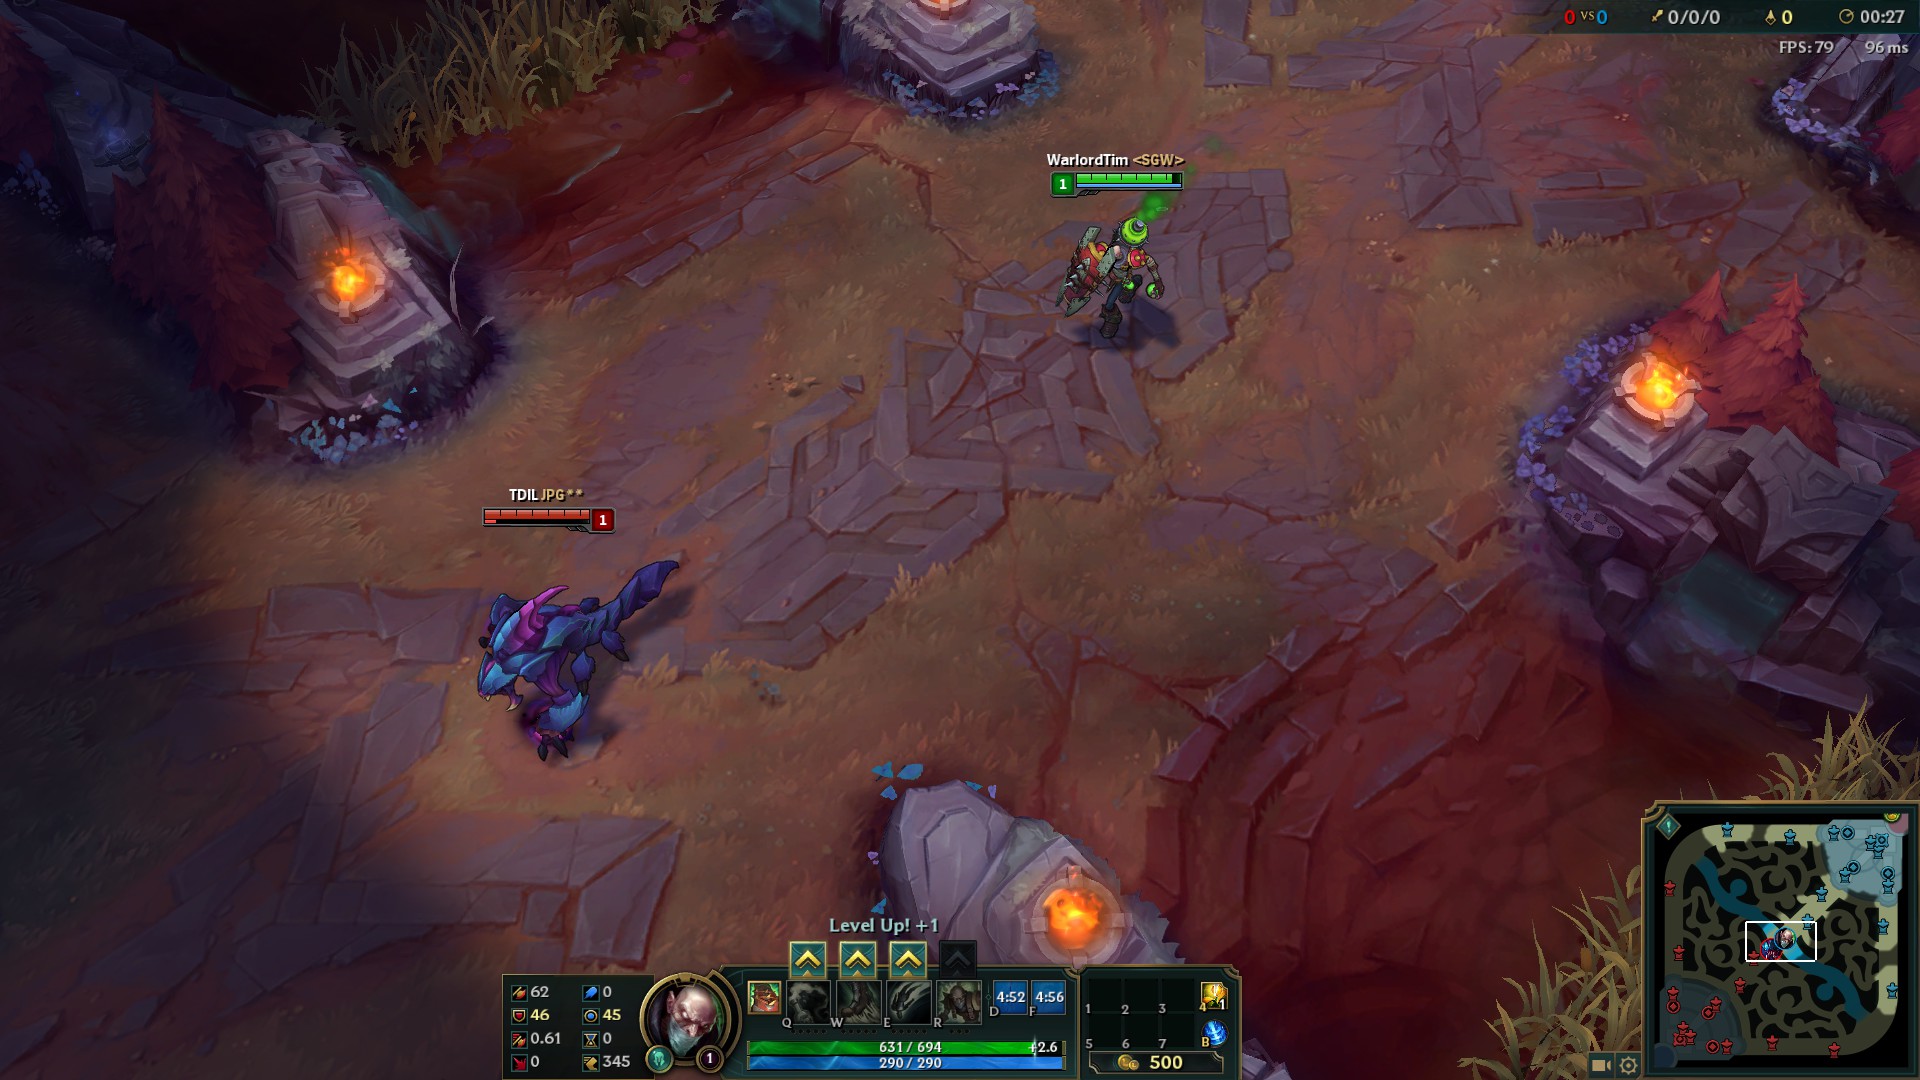 0 VS 0 0/0/0 0 00:27
FPS: 79 96 ms
WarlordTim <SGW>
1
TDIL JPG**
1
Level Up! +1
62 0
46 45
0.61 0
0 345
1
Q W E R
4:52 4:56
D F
631 / 694 +2.6
290 / 290
1 2 3 4 1
5 6 7 B
500